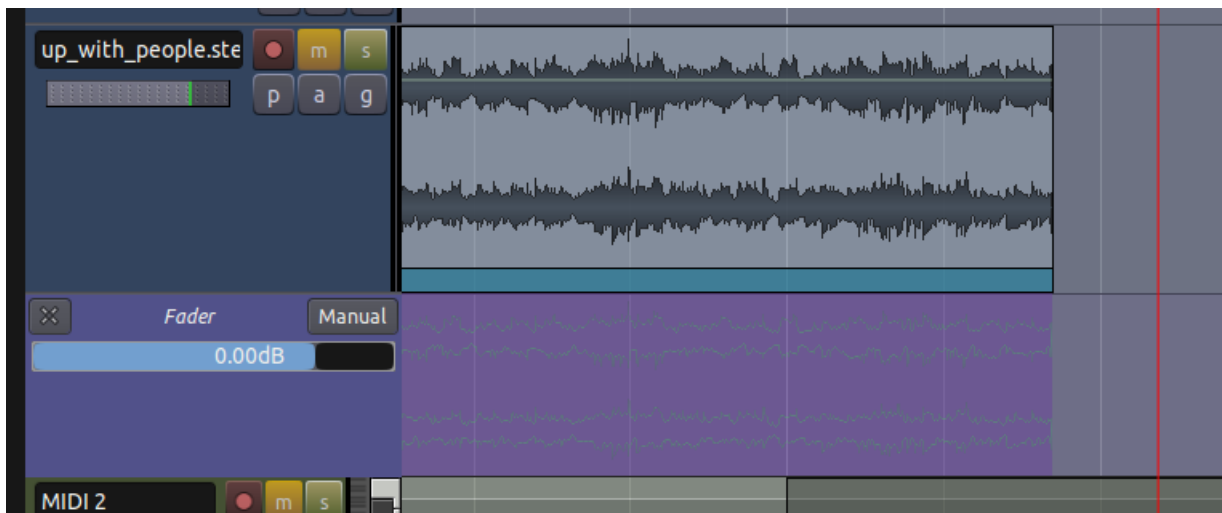 up_with_people.ste m s
p a g
Fader Manual
0.00dB
MIDI 2 m s